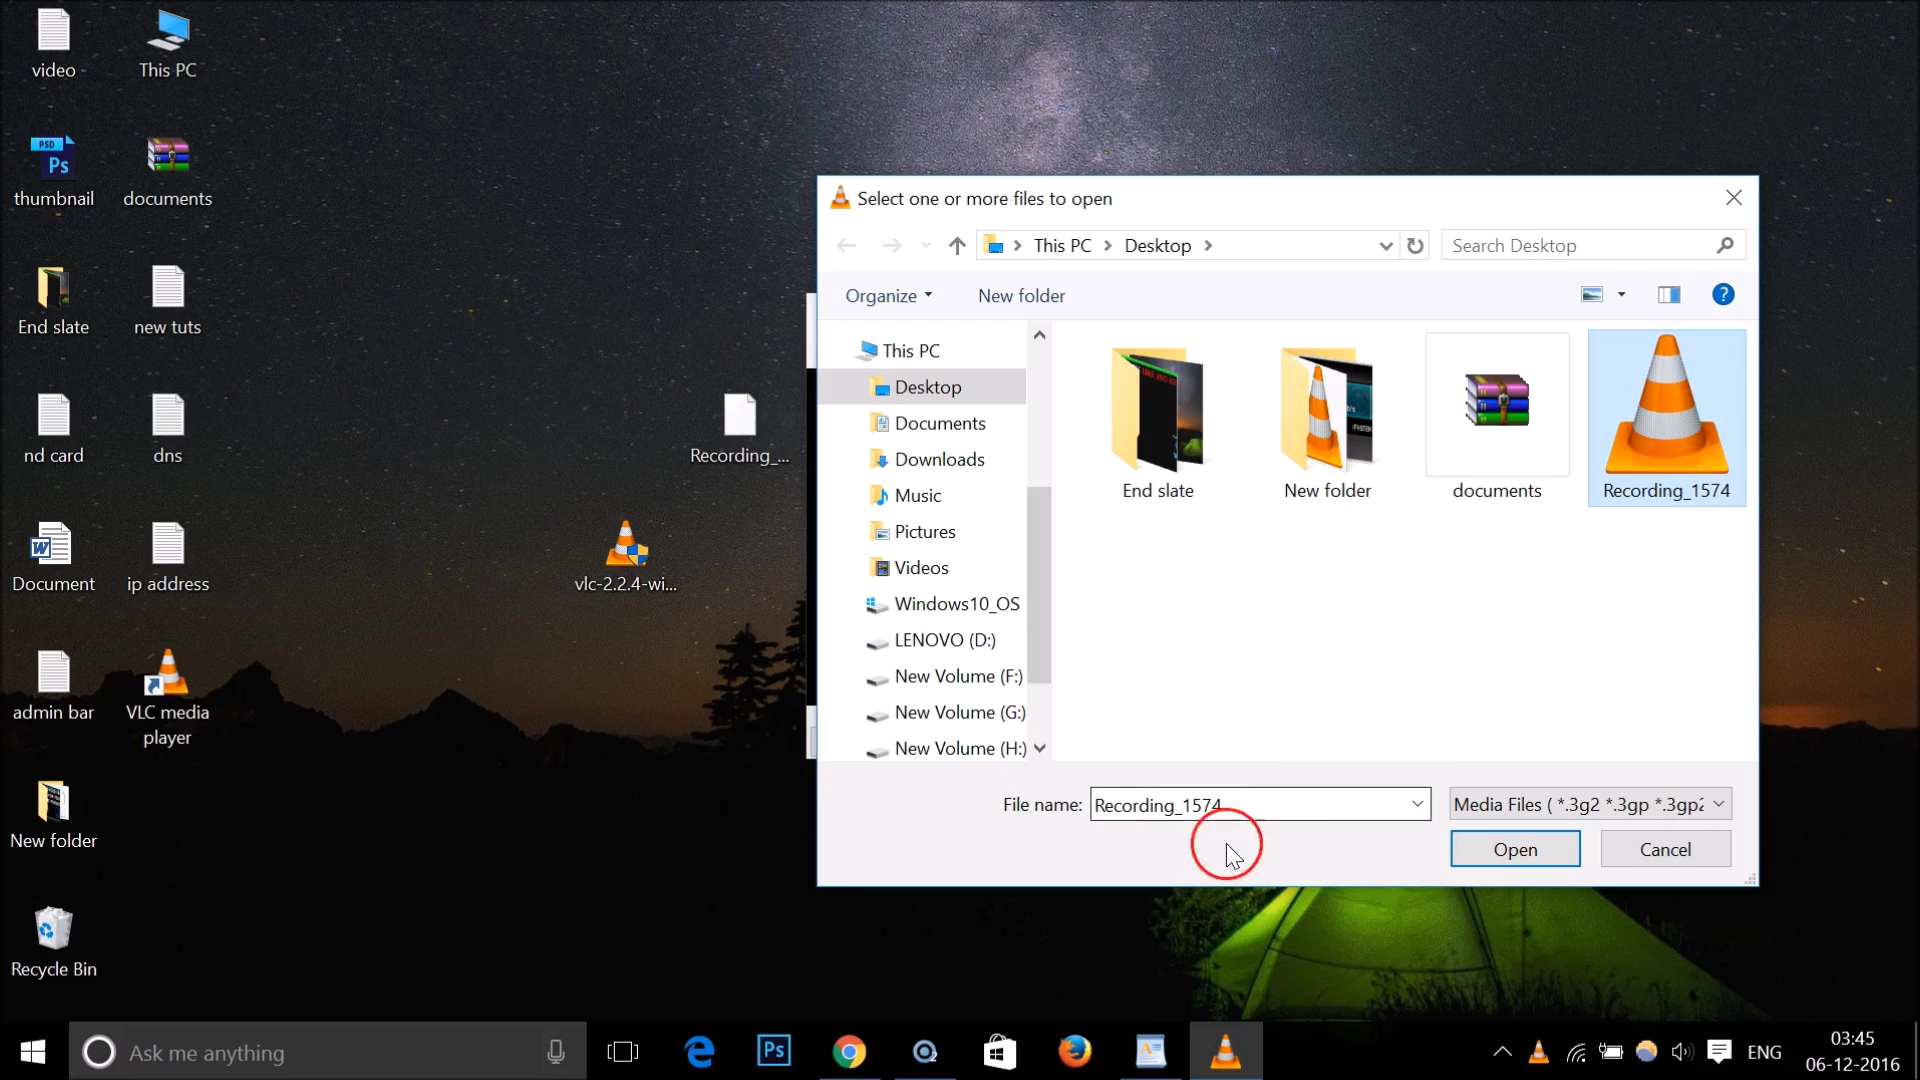 video
This PC
PSD
Ps
thumbnail
documents
End slate
new tuts
nd card
dns
Document
ip address
admin bar
VLC media
player
New folder
Recycle Bin
Recording_...
vlc-2.2.4-wi...
Select one or more files to open
This PC
Desktop
Search Desktop
Organize
New folder
?
This PC
Desktop
Documents
Downloads
Music
Pictures
Videos
Windows10_OS
LENOVO (D:)
New Volume (F:)
New Volume (G:)
New Volume (H:)
End slate
New folder
documents
Recording_1574
File name:
Recording_1574
Media Files ( *.3g2 *.3gp *.3gp2
Open
Cancel
Ask me anything
Ps
ENG
03:45
06-12-2016